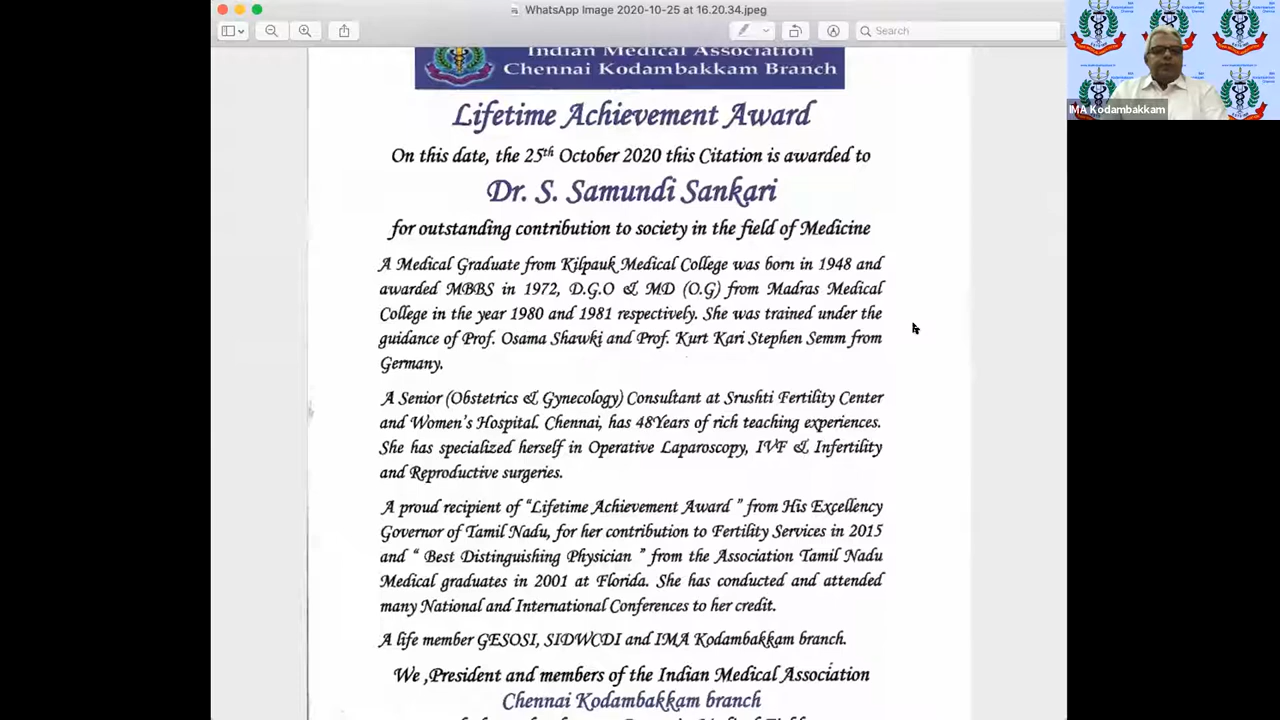 WhatsApp Image 2020-10-25 at 16.20.34.jpeg
Search
IMA Kodambakkam
Indian Medical Association
Chennai Kodambakkam Branch
Lifetime Achievement Award
On this date, the 25th October 2020 this Citation is awarded to
Dr. S. Samundi Sankari
for outstanding contribution to society in the field of Medicine
A Medical Graduate from Kilpauk Medical College was born in 1948 and
awarded MBBS in 1972, D.G.O & MD (O.G) from Madras Medical
College in the year 1980 and 1981 respectively. She was trained under the
guidance of Prof. Osama Shawki and Prof. Kurt Kari Stephen Semm from
Germany.
A Senior (Obstetrics & Gynecology) Consultant at Srushti Fertility Center
and Women's Hospital. Chennai, has 48Years of rich teaching experiences.
She has specialized herself in Operative Laparoscopy, IVF & Infertility
and Reproductive surgeries.
A proud recipient of “Lifetime Achievement Award ” from His Excellency
Governor of Tamil Nadu, for her contribution to Fertility Services in 2015
and “ Best Distinguishing Physician ” from the Association Tamil Nadu
Medical graduates in 2001 at Florida. She has conducted and attended
many National and International Conferences to her credit.
A life member GESOSI, SIDWCDI and IMA Kodambakkam branch.
We ,President and members of the Indian Medical Association
Chennai Kodambakkam branch